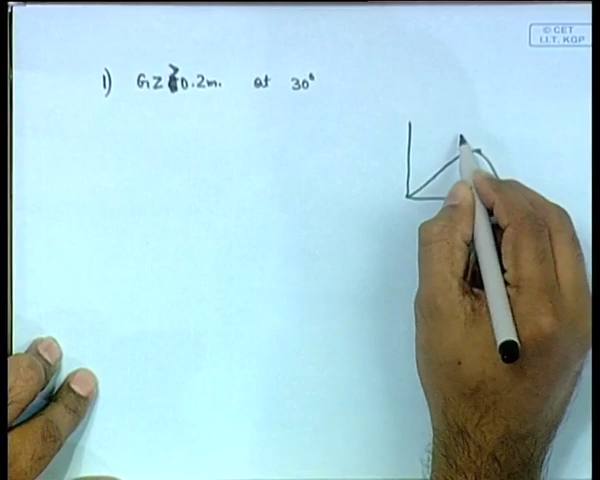 © CET
I.I.T. KGP
1) GZ ≥ 0.2m. at 30°